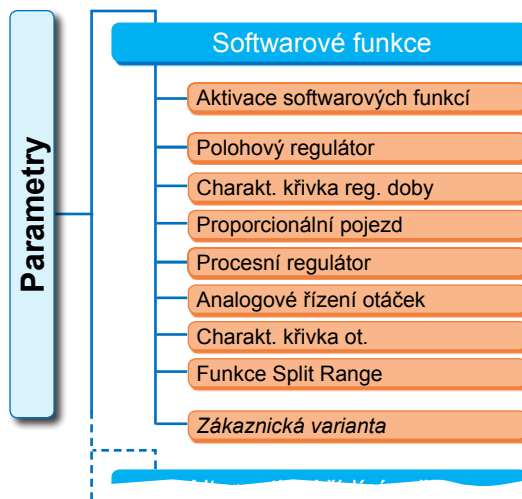 Parametry
Softwarové funkce
Aktivace softwarových funkcí
Polohový regulátor
Charakt. křivka reg. doby
Proporcionální pojezd
Procesní regulátor
Analogové řízení otáček
Charakt. křivka ot.
Funkce Split Range
Zákaznická varianta